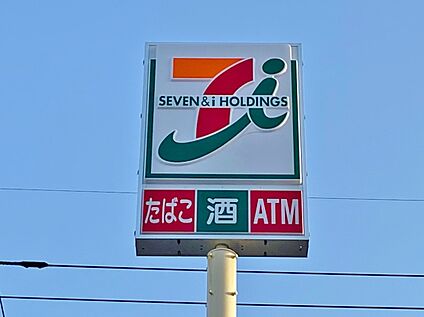 SEVEN & i HOLDINGS
たばこ 酒 ATM